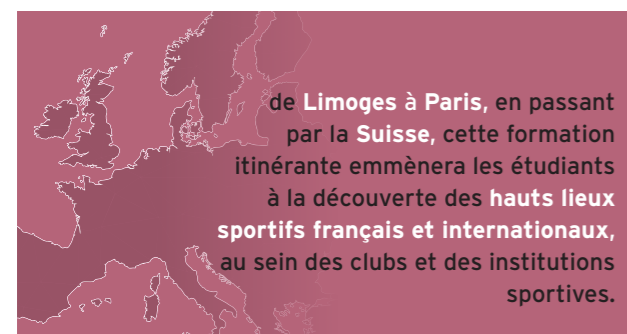 de Limoges à Paris, en passant
par la Suisse, cette formation
itinérante emmènera les étudiants
à la découverte des hauts lieux
sportifs français et internationaux,
au sein des clubs et des institutions
sportives.